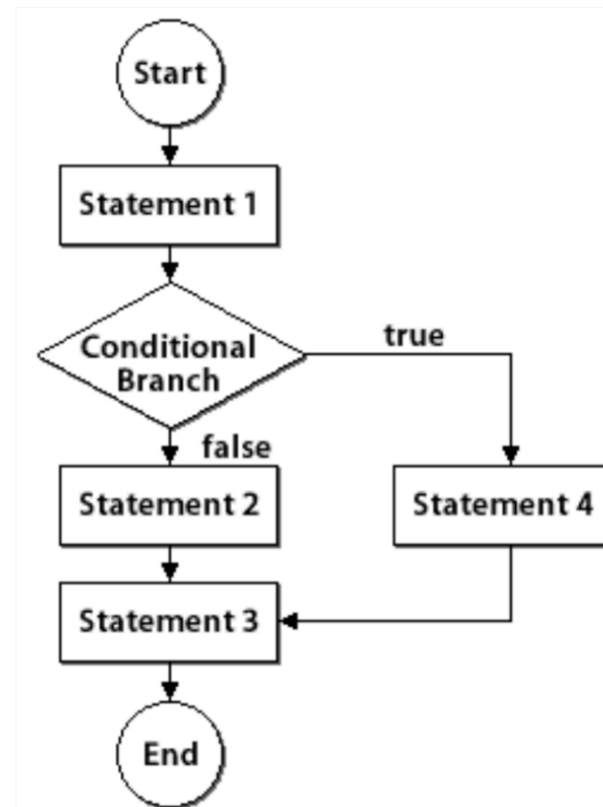 Start
Statement 1
Conditional
Branch
true
false
Statement 2
Statement 4
Statement 3
End